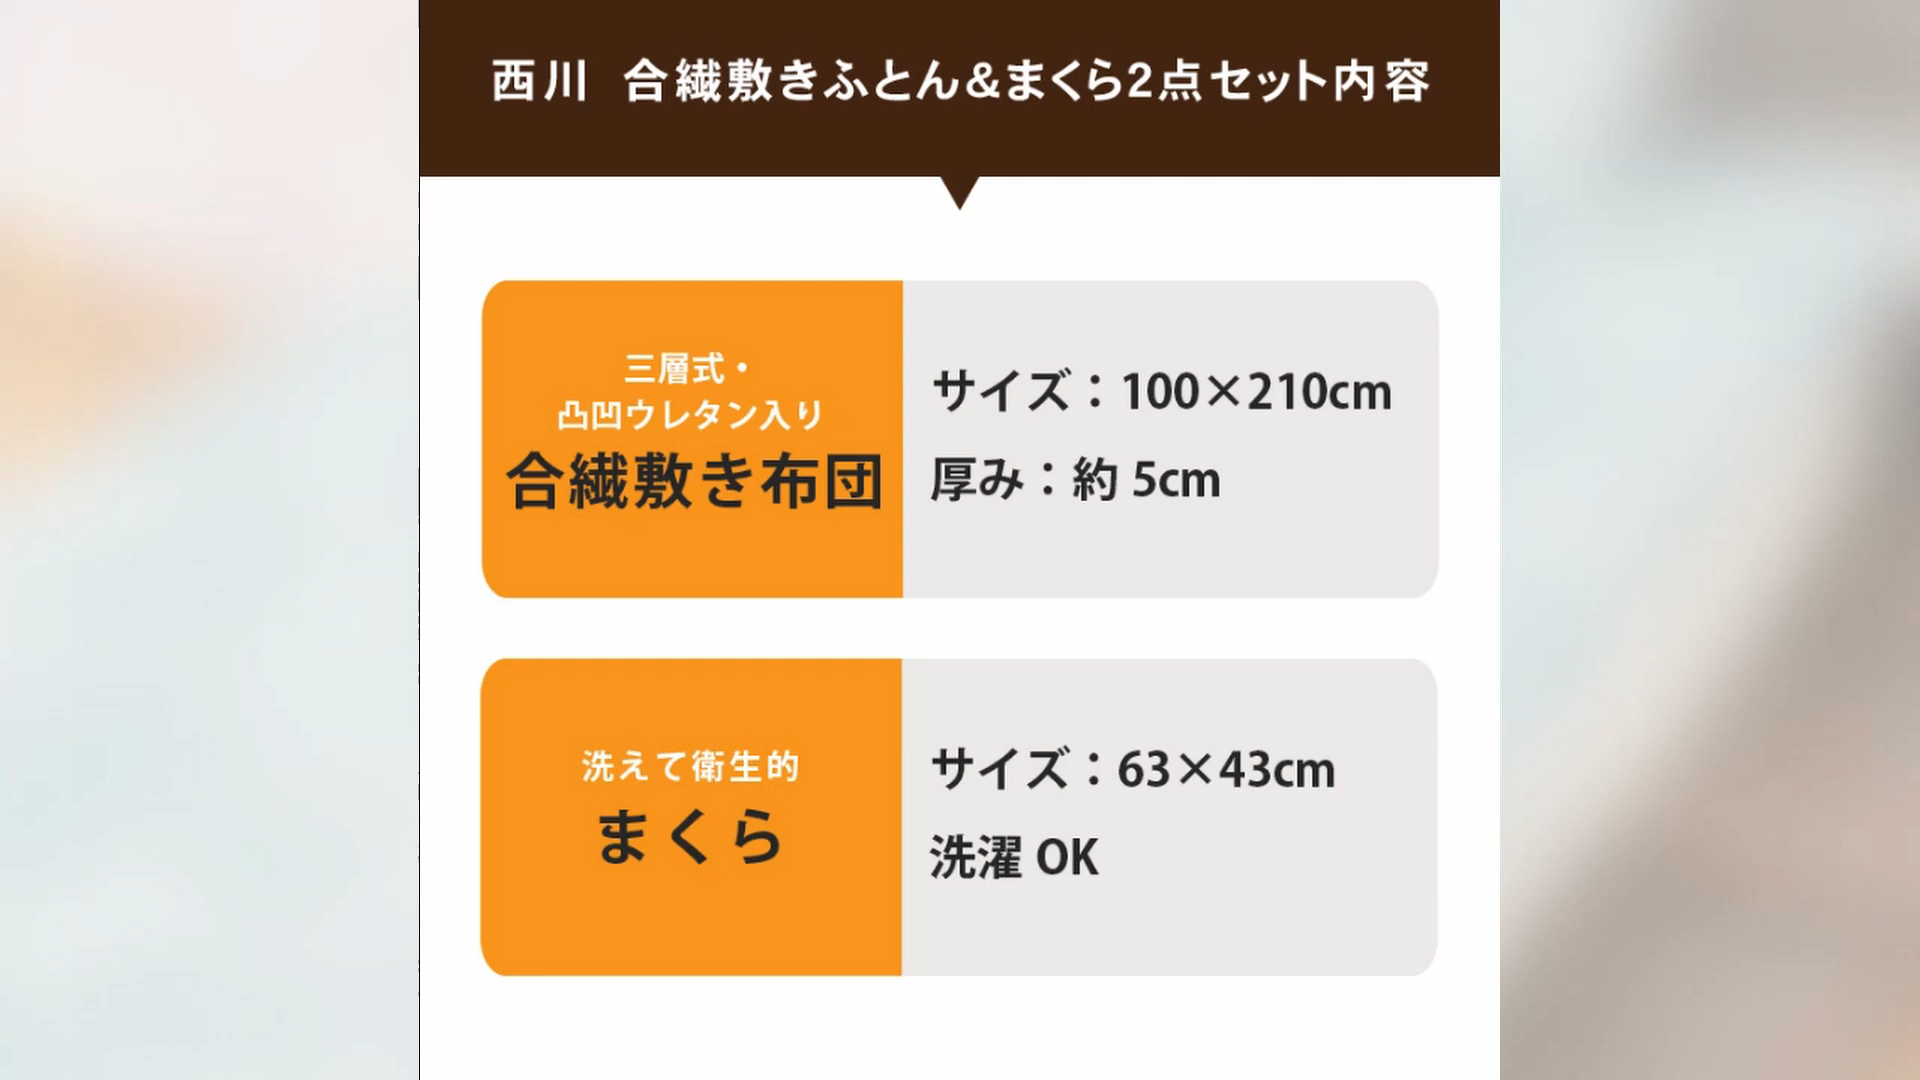 西川 合繊敷きふとん&まくら2点セット内容
三層式・
凸凹ウレタン入り
合繊敷き布団
サイズ：100×210cm
厚み：約 5cm
洗えて衛生的
まくら
サイズ：63×43cm
洗濯 OK